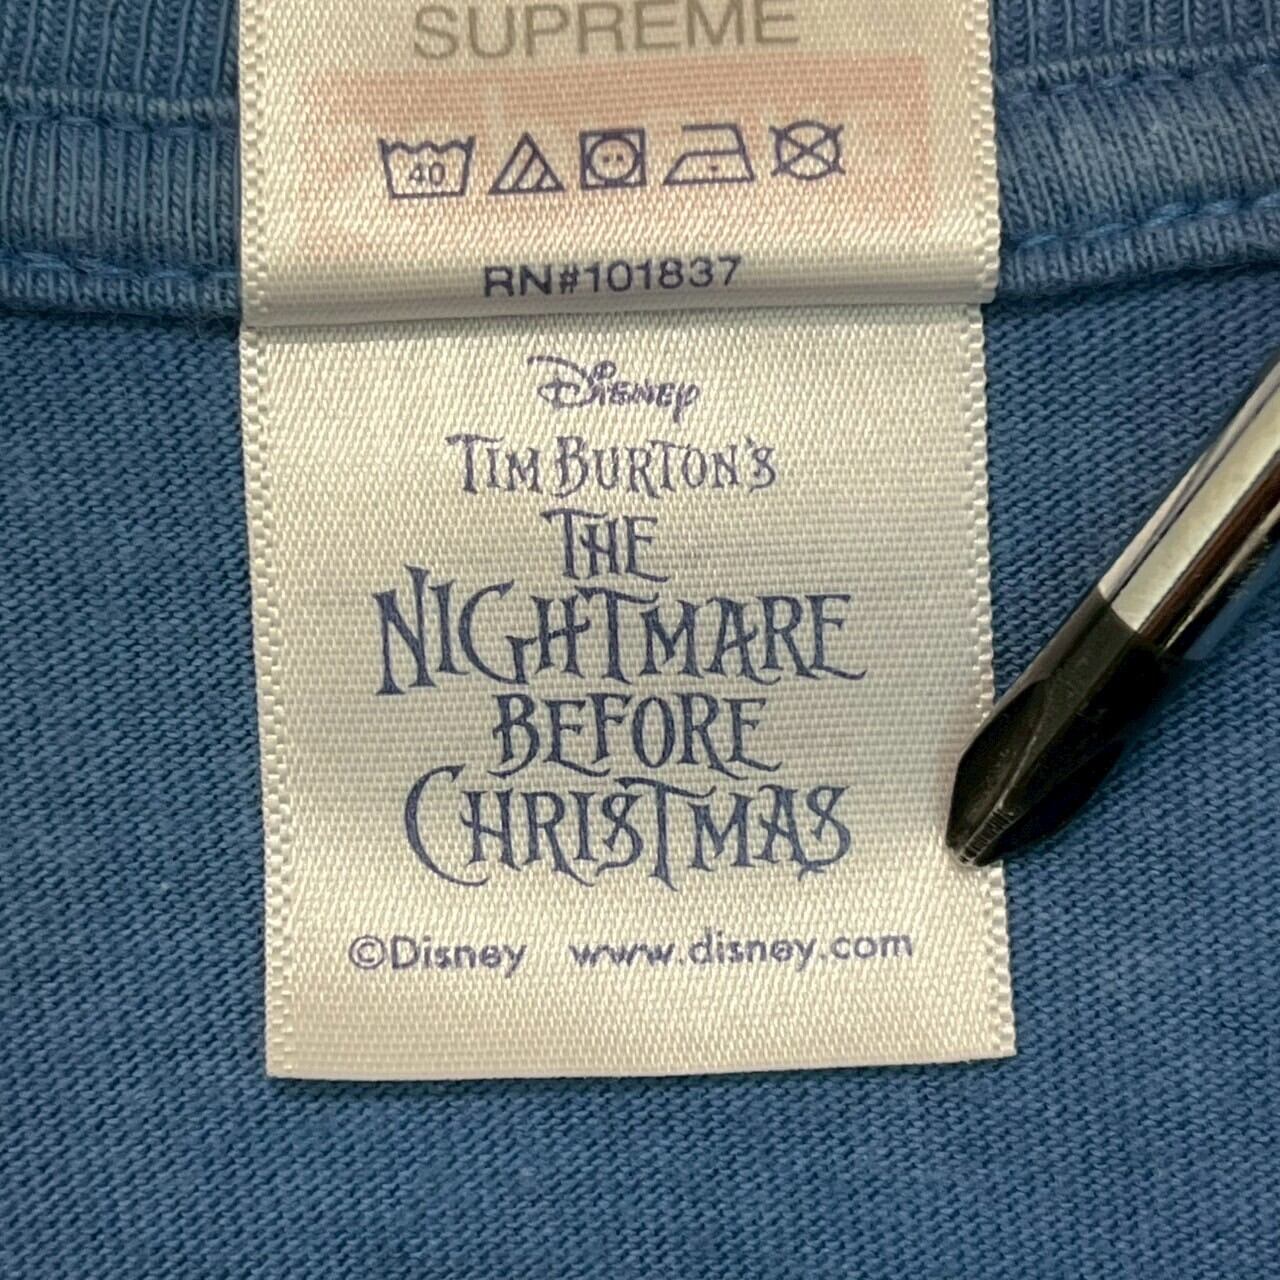 SUPREME
40
RN#101837
Disney
TIM BURTON'S
THE
NIGHTMARE
BEFORE
CHRISTMAS
©Disney www.disney.com